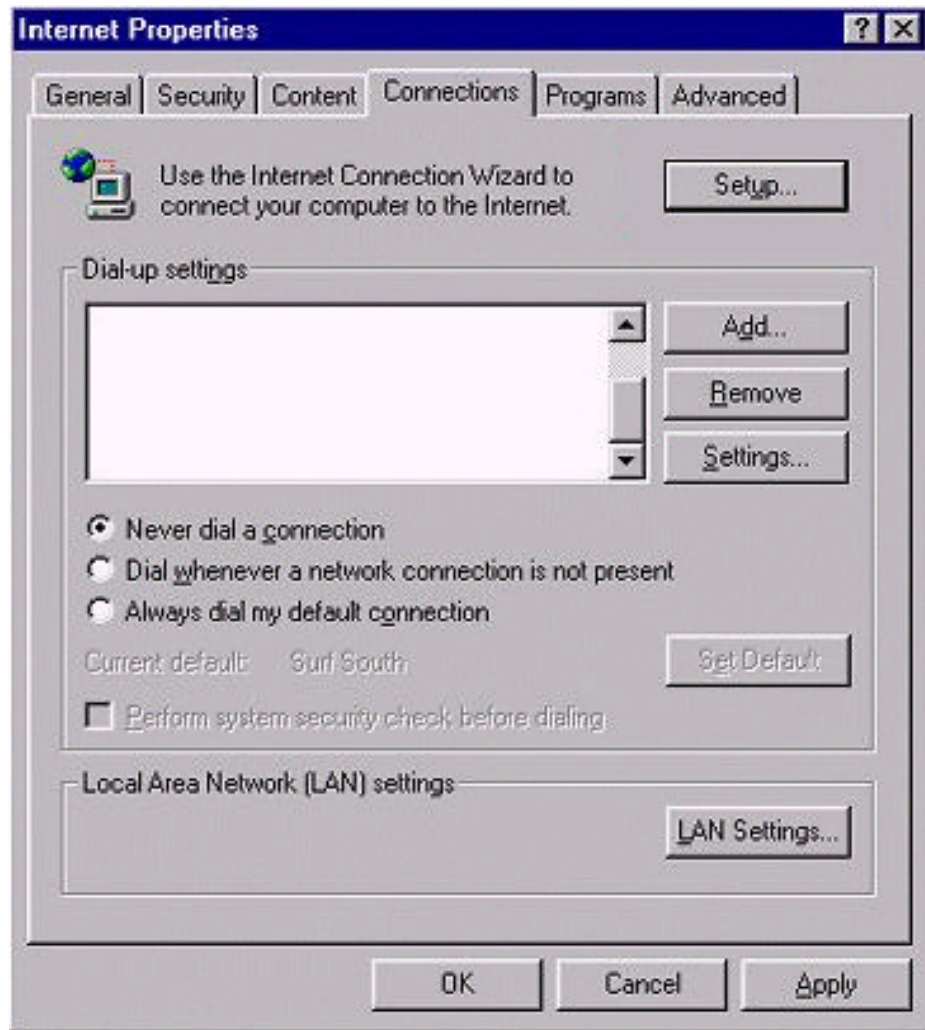 Internet Properties
General Security Content Connections Programs Advanced
Use the Internet Connection Wizard to
connect your computer to the Internet.
Setup...
Dial-up settings
Add...
Remove
Settings...
Never dial a connection
Dial whenever a network connection is not present
Always dial my default connection
Current default: Surf South
Set Default
Perform system security check before dialing
Local Area Network (LAN) settings
LAN Settings...
OK Cancel Apply